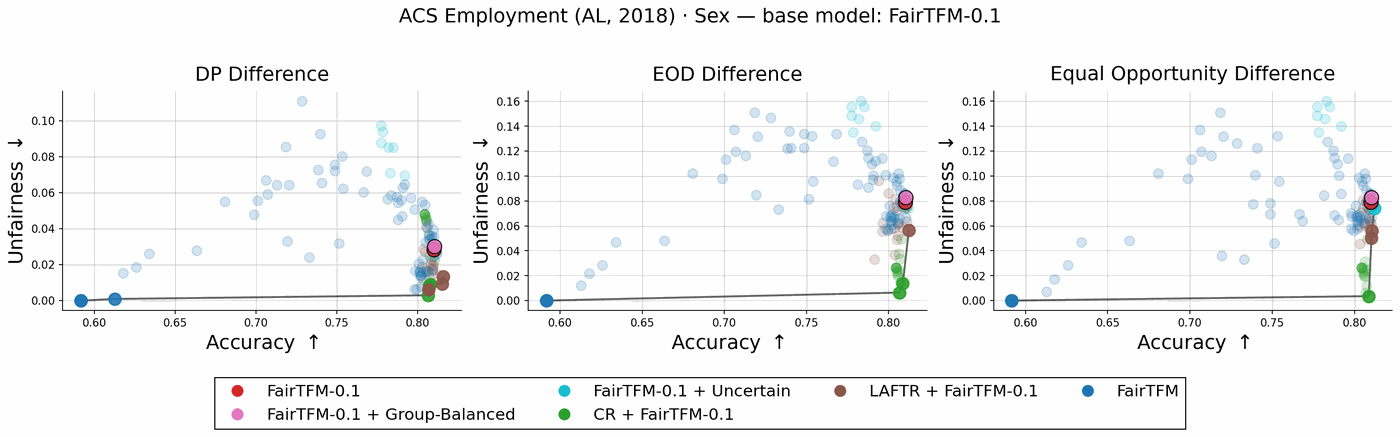 ACS Employment (AL, 2018) · Sex — base model: FairTFM-0.1
DP Difference
EOD Difference
Equal Opportunity Difference
Unfairness ↓
0.10
0.08
0.06
0.04
0.02
0.00
0.60
0.65
0.70
0.75
0.80
Accuracy ↑
Unfairness ↓
0.16
0.14
0.12
0.10
0.08
0.06
0.04
0.02
0.00
0.60
0.65
0.70
0.75
0.80
Accuracy ↑
Unfairness ↓
0.16
0.14
0.12
0.10
0.08
0.06
0.04
0.02
0.00
0.60
0.65
0.70
0.75
0.80
Accuracy ↑
FairTFM-0.1
FairTFM-0.1 + Group-Balanced
FairTFM-0.1 + Uncertain
CR + FairTFM-0.1
LAFTR + FairTFM-0.1
FairTFM